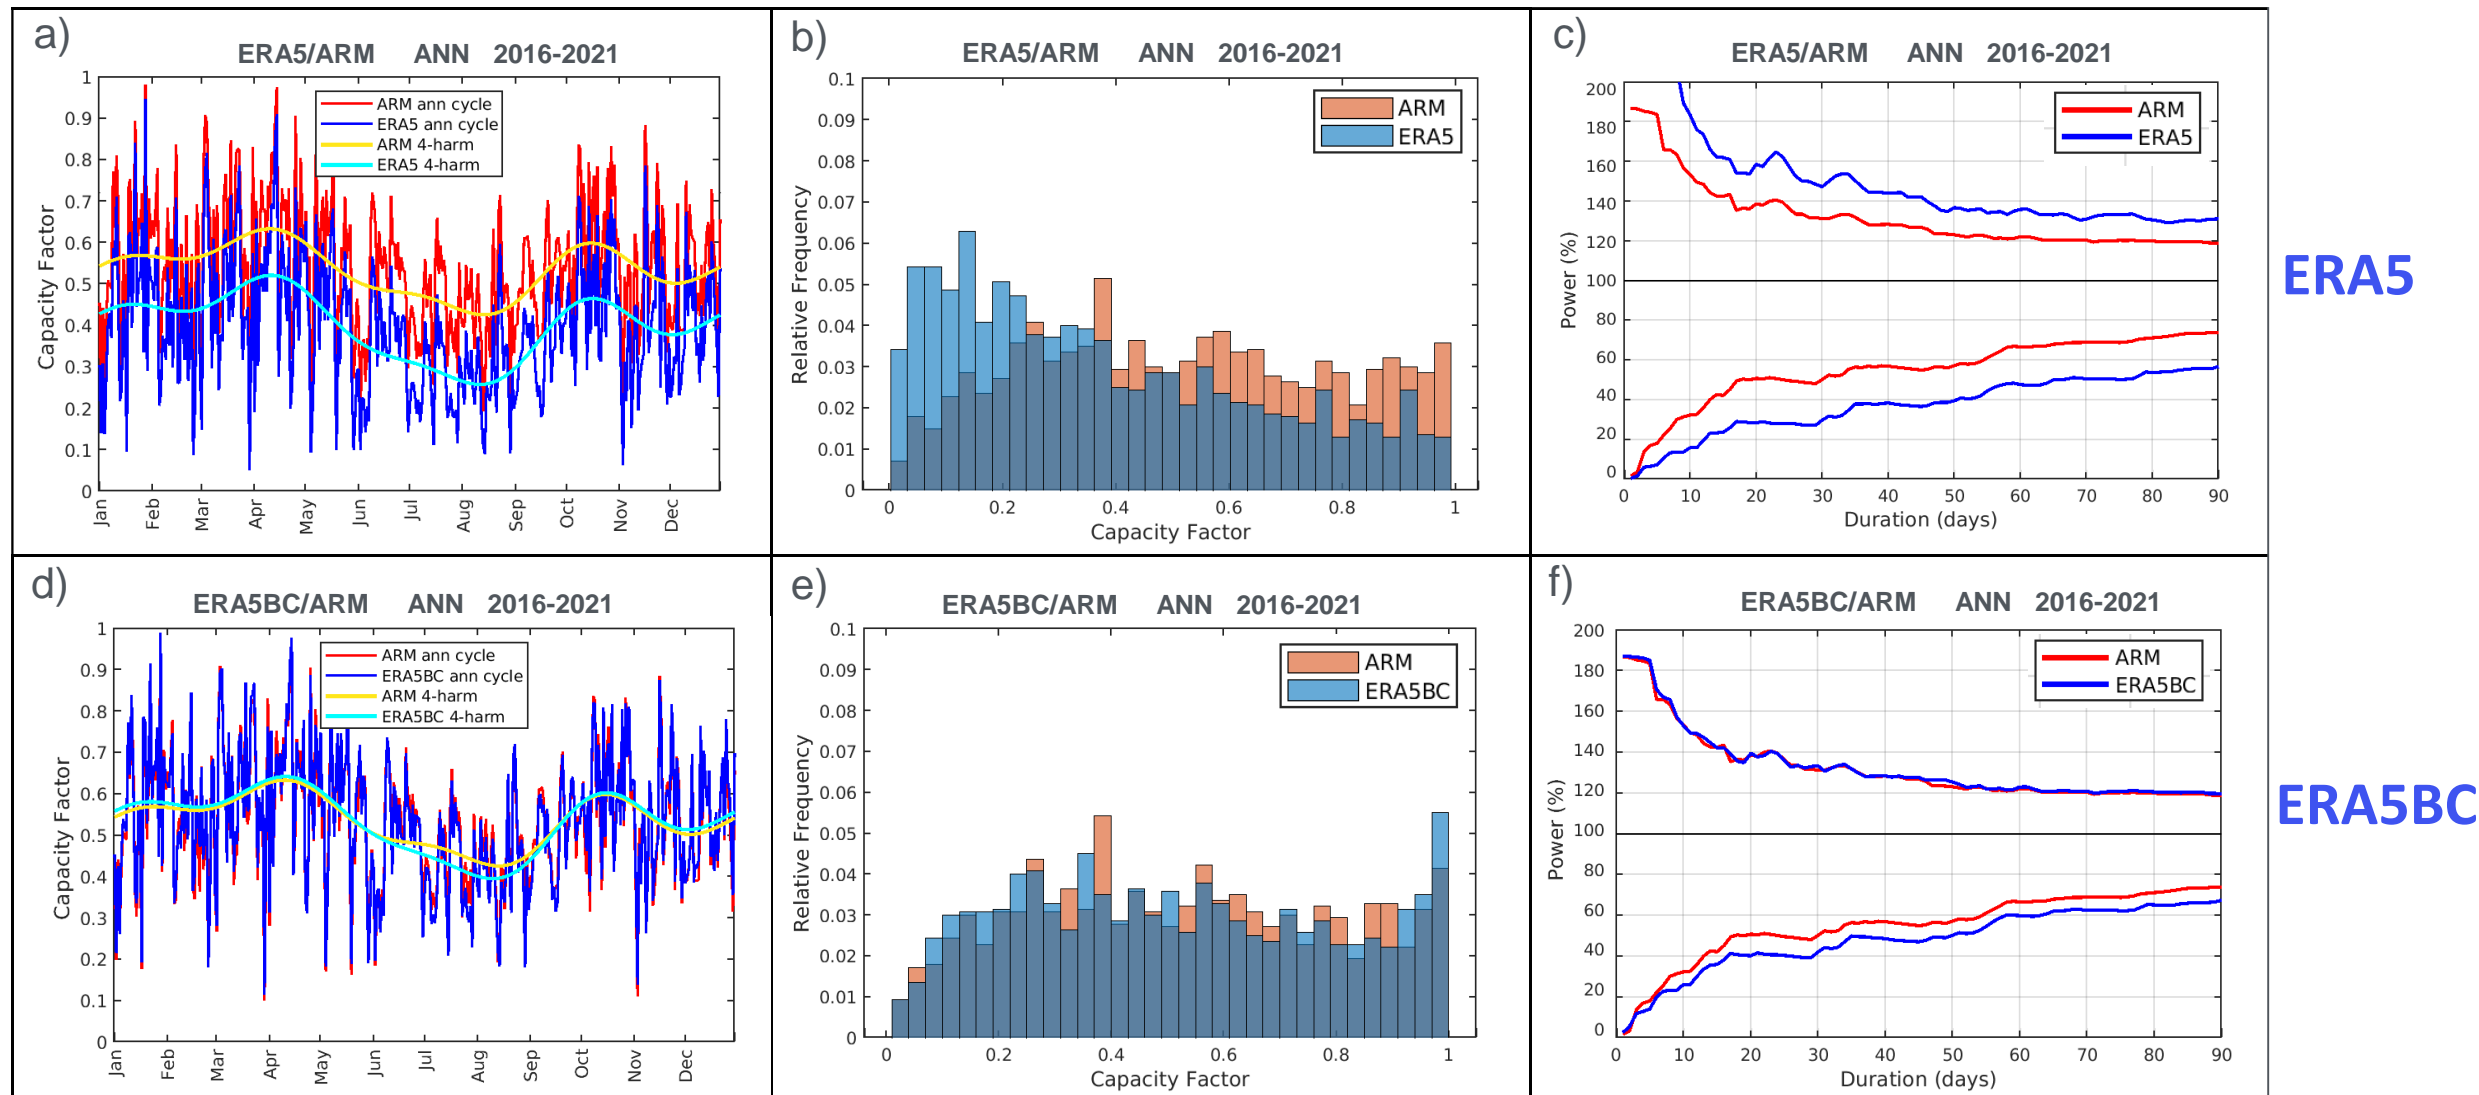 a)
ERA5/ARM ANN 2016-2021
Capacity Factor
1
0.9
0.8
0.7
0.6
0.5
0.4
0.3
0.2
0.1
0
ARM ann cycle
ERA5 ann cycle
ARM 4-harm
ERA5 4-harm
Jan Feb Mar Apr May Jun Jul Aug Sep Oct Nov Dec
b)
ERA5/ARM ANN 2016-2021
Relative Frequency
0.1
0.09
0.08
0.07
0.06
0.05
0.04
0.03
0.02
0.01
0
ARM
ERA5
0 0.2 0.4 0.6 0.8 1
Capacity Factor
c)
ERA5/ARM ANN 2016-2021
Power (%)
200
180
160
140
120
100
80
60
40
20
0
ARM
ERA5
0 10 20 30 40 50 60 70 80 90
Duration (days)
ERA5
d)
ERA5BC/ARM ANN 2016-2021
Capacity Factor
1
0.9
0.8
0.7
0.6
0.5
0.4
0.3
0.2
0.1
0
ARM ann cycle
ERA5BC ann cycle
ARM 4-harm
ERA5BC 4-harm
Jan Feb Mar Apr May Jun Jul Aug Sep Oct Nov Dec
e)
ERA5BC/ARM ANN 2016-2021
Relative Frequency
0.1
0.09
0.08
0.07
0.06
0.05
0.04
0.03
0.02
0.01
0
ARM
ERA5BC
0 0.2 0.4 0.6 0.8 1
Capacity Factor
f)
ERA5BC/ARM ANN 2016-2021
Power (%)
200
180
160
140
120
100
80
60
40
20
0
ARM
ERA5BC
0 10 20 30 40 50 60 70 80 90
Duration (days)
ERA5BC